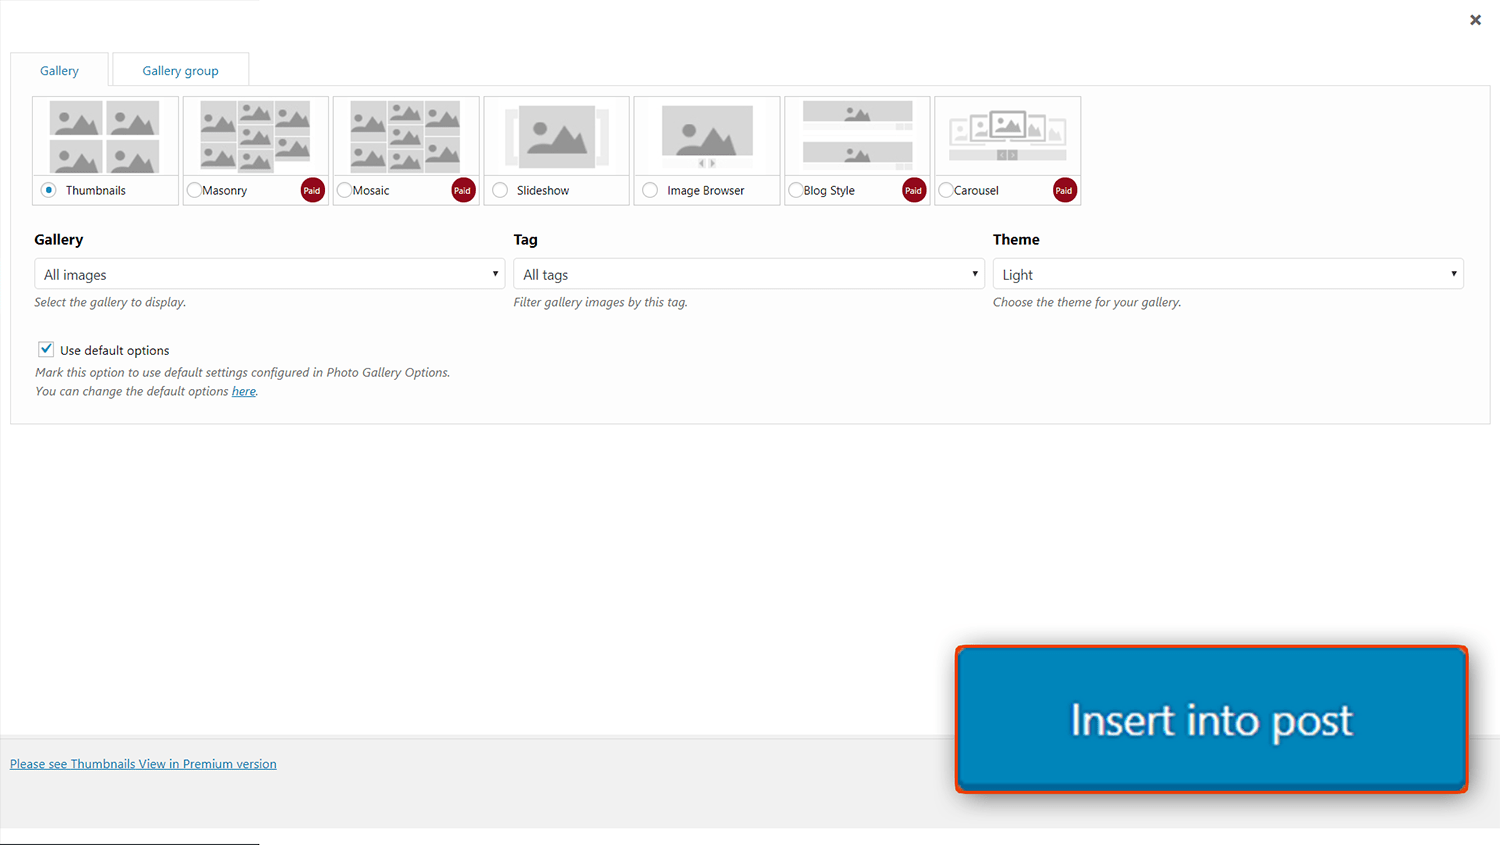 Gallery
Gallery group
Thumbnails
Masonry Paid
Mosaic Paid
Slideshow
Image Browser
Blog Style Paid
Carousel Paid
Gallery
All images
Select the gallery to display.
Tag
All tags
Filter gallery images by this tag.
Theme
Light
Choose the theme for your gallery.
Use default options
Mark this option to use default settings configured in Photo Gallery Options.
You can change the default options here.
Insert into post
Please see Thumbnails View in Premium version